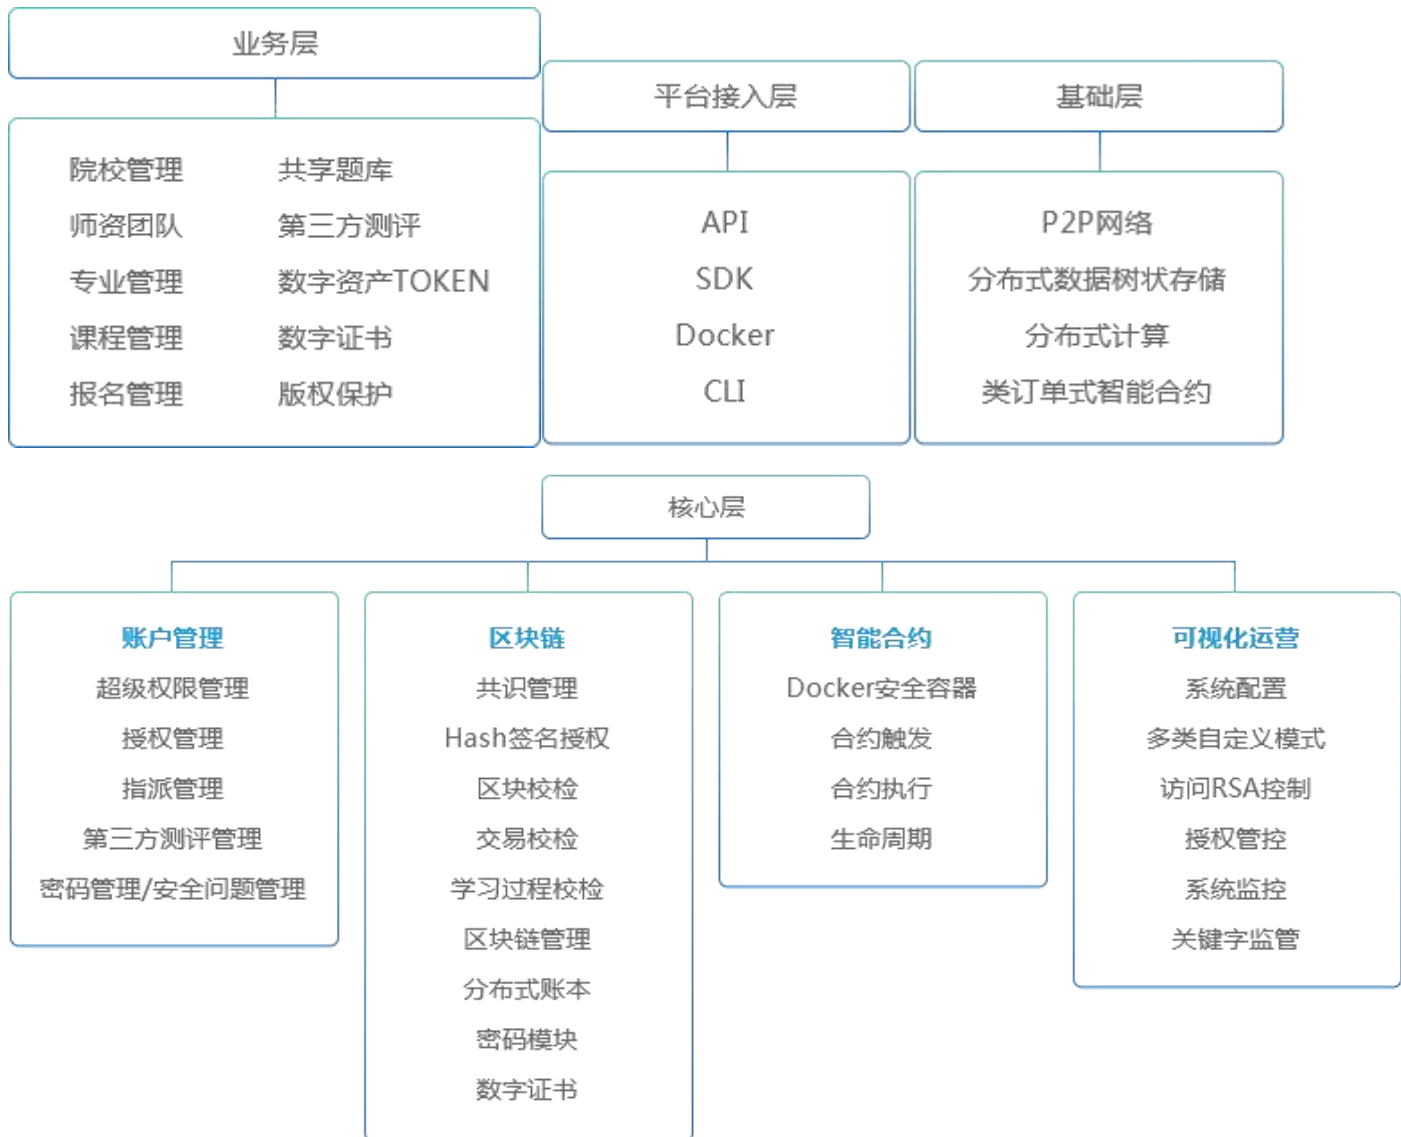 业务层
院校管理 共享题库
师资团队 第三方测评
专业管理 数字资产TOKEN
课程管理 数字证书
报名管理 版权保护
平台接入层
API
SDK
Docker
CLI
基础层
P2P网络
分布式数据树状存储
分布式计算
类订单式智能合约
核心层
账户管理
超级权限管理
授权管理
指派管理
第三方测评管理
密码管理/安全问题管理
区块链
共识管理
Hash签名授权
区块校检
交易校检
学习过程校检
区块链管理
分布式账本
密码模块
数字证书
智能合约
Docker安全容器
合约触发
合约执行
生命周期
可视化运营
系统配置
多类自定义模式
访问RSA控制
授权管控
系统监控
关键字监管